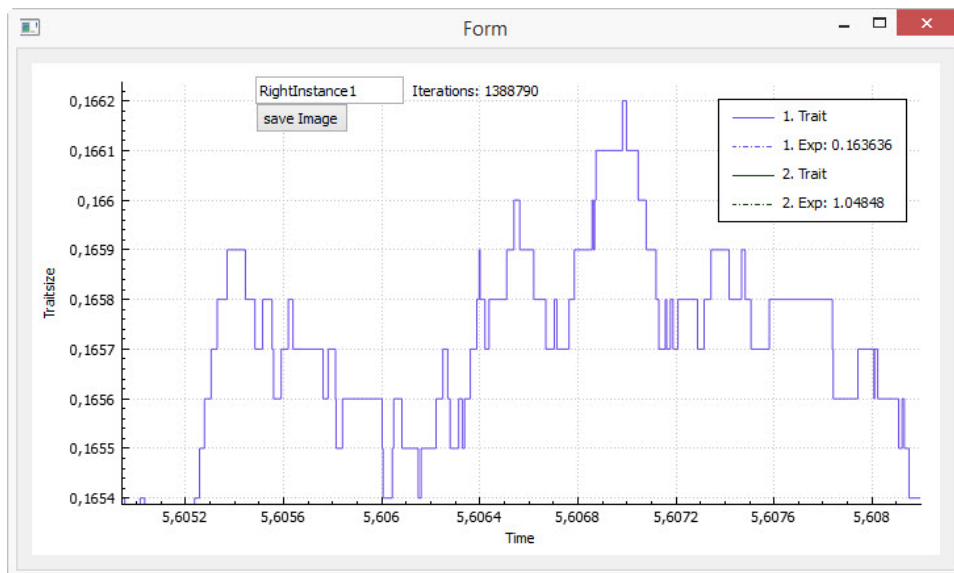 Form
RightInstance1 Iterations: 1388790
save Image
1. Trait
1. Exp: 0.163636
2. Trait
2. Exp: 1.04848
Traitsize
0,1662
0,1661
0,166
0,1659
0,1658
0,1657
0,1656
0,1655
0,1654
5,6052 5,6056 5,606 5,6064 5,6068 5,6072 5,6076 5,608
Time